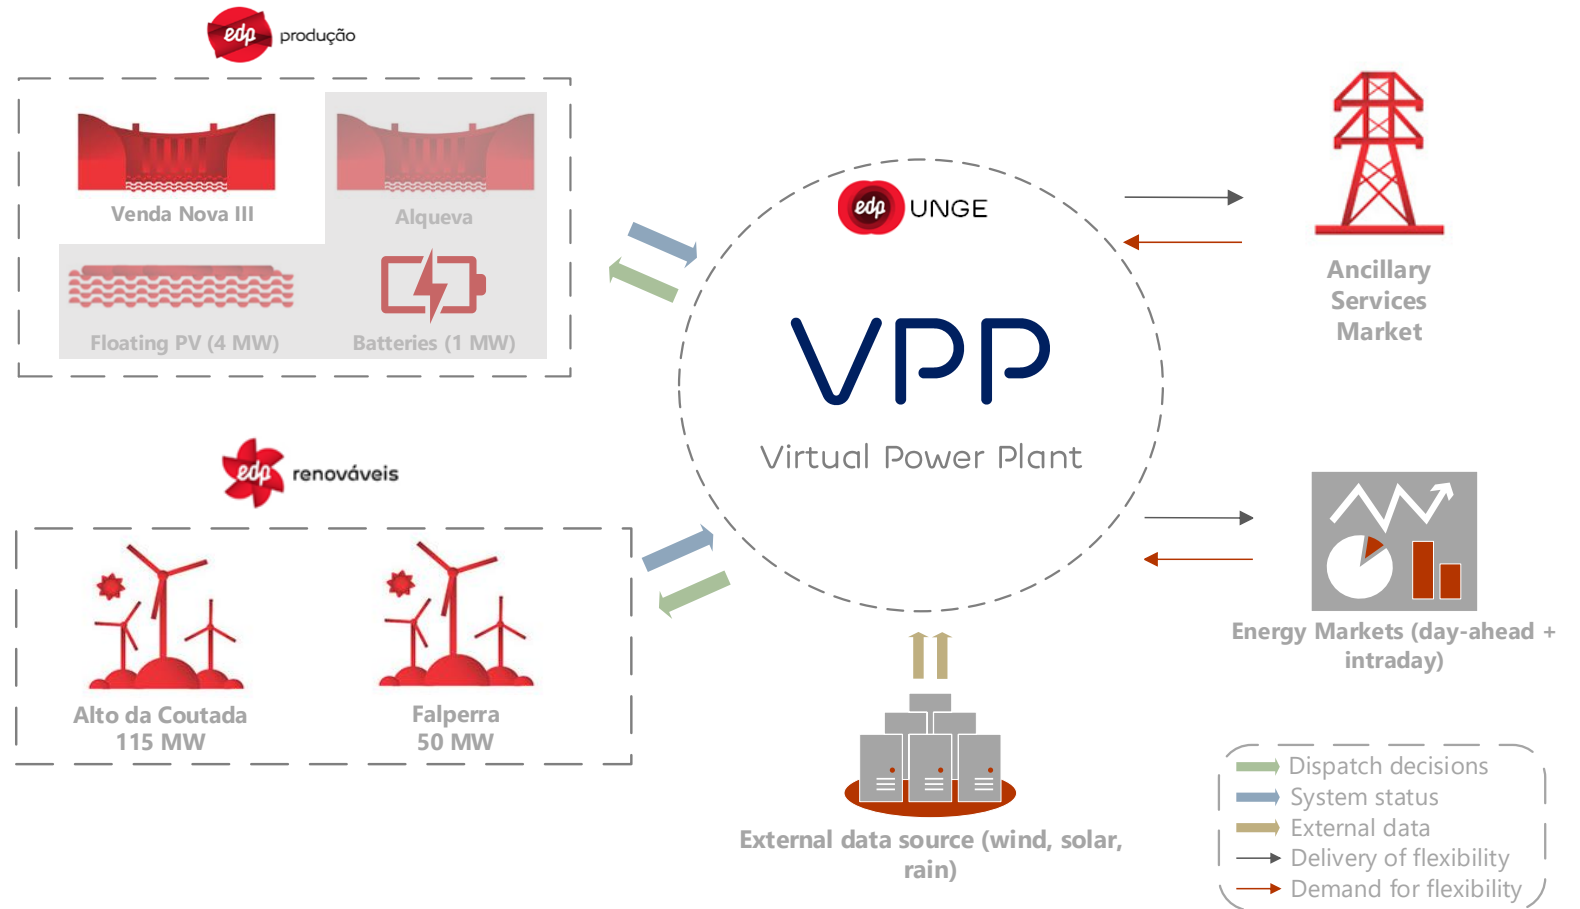 edp produção
Venda Nova III
Alqueva
Floating PV (4 MW)
Batteries (1 MW)
edp renováveis
Alto da Coutada
115 MW
Falperra
50 MW
edp UNGE
VPP
Virtual Power Plant
External data source (wind, solar,
rain)
Ancillary
Services
Market
Energy Markets (day-ahead +
intraday)
Dispatch decisions
System status
External data
Delivery of flexibility
Demand for flexibility